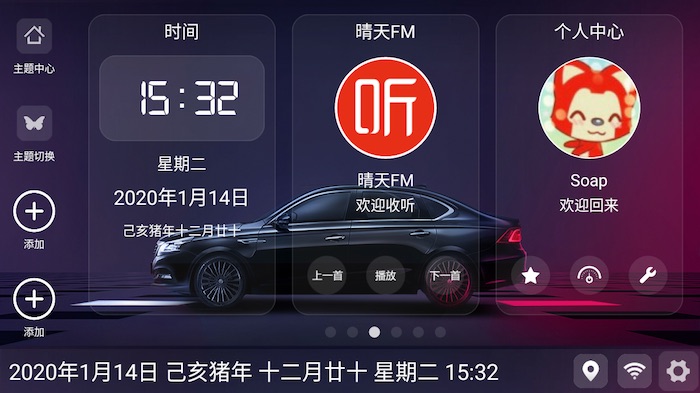 主题中心
主题切换
添加
添加
时间
15:32
星期二
2020年1月14日
己亥猪年十二月廿十
晴天FM
听
晴天FM
欢迎收听
上一首 播放 下一首
个人中心
Soap
欢迎回来
2020年1月14日 己亥猪年 十二月廿十 星期二 15:32